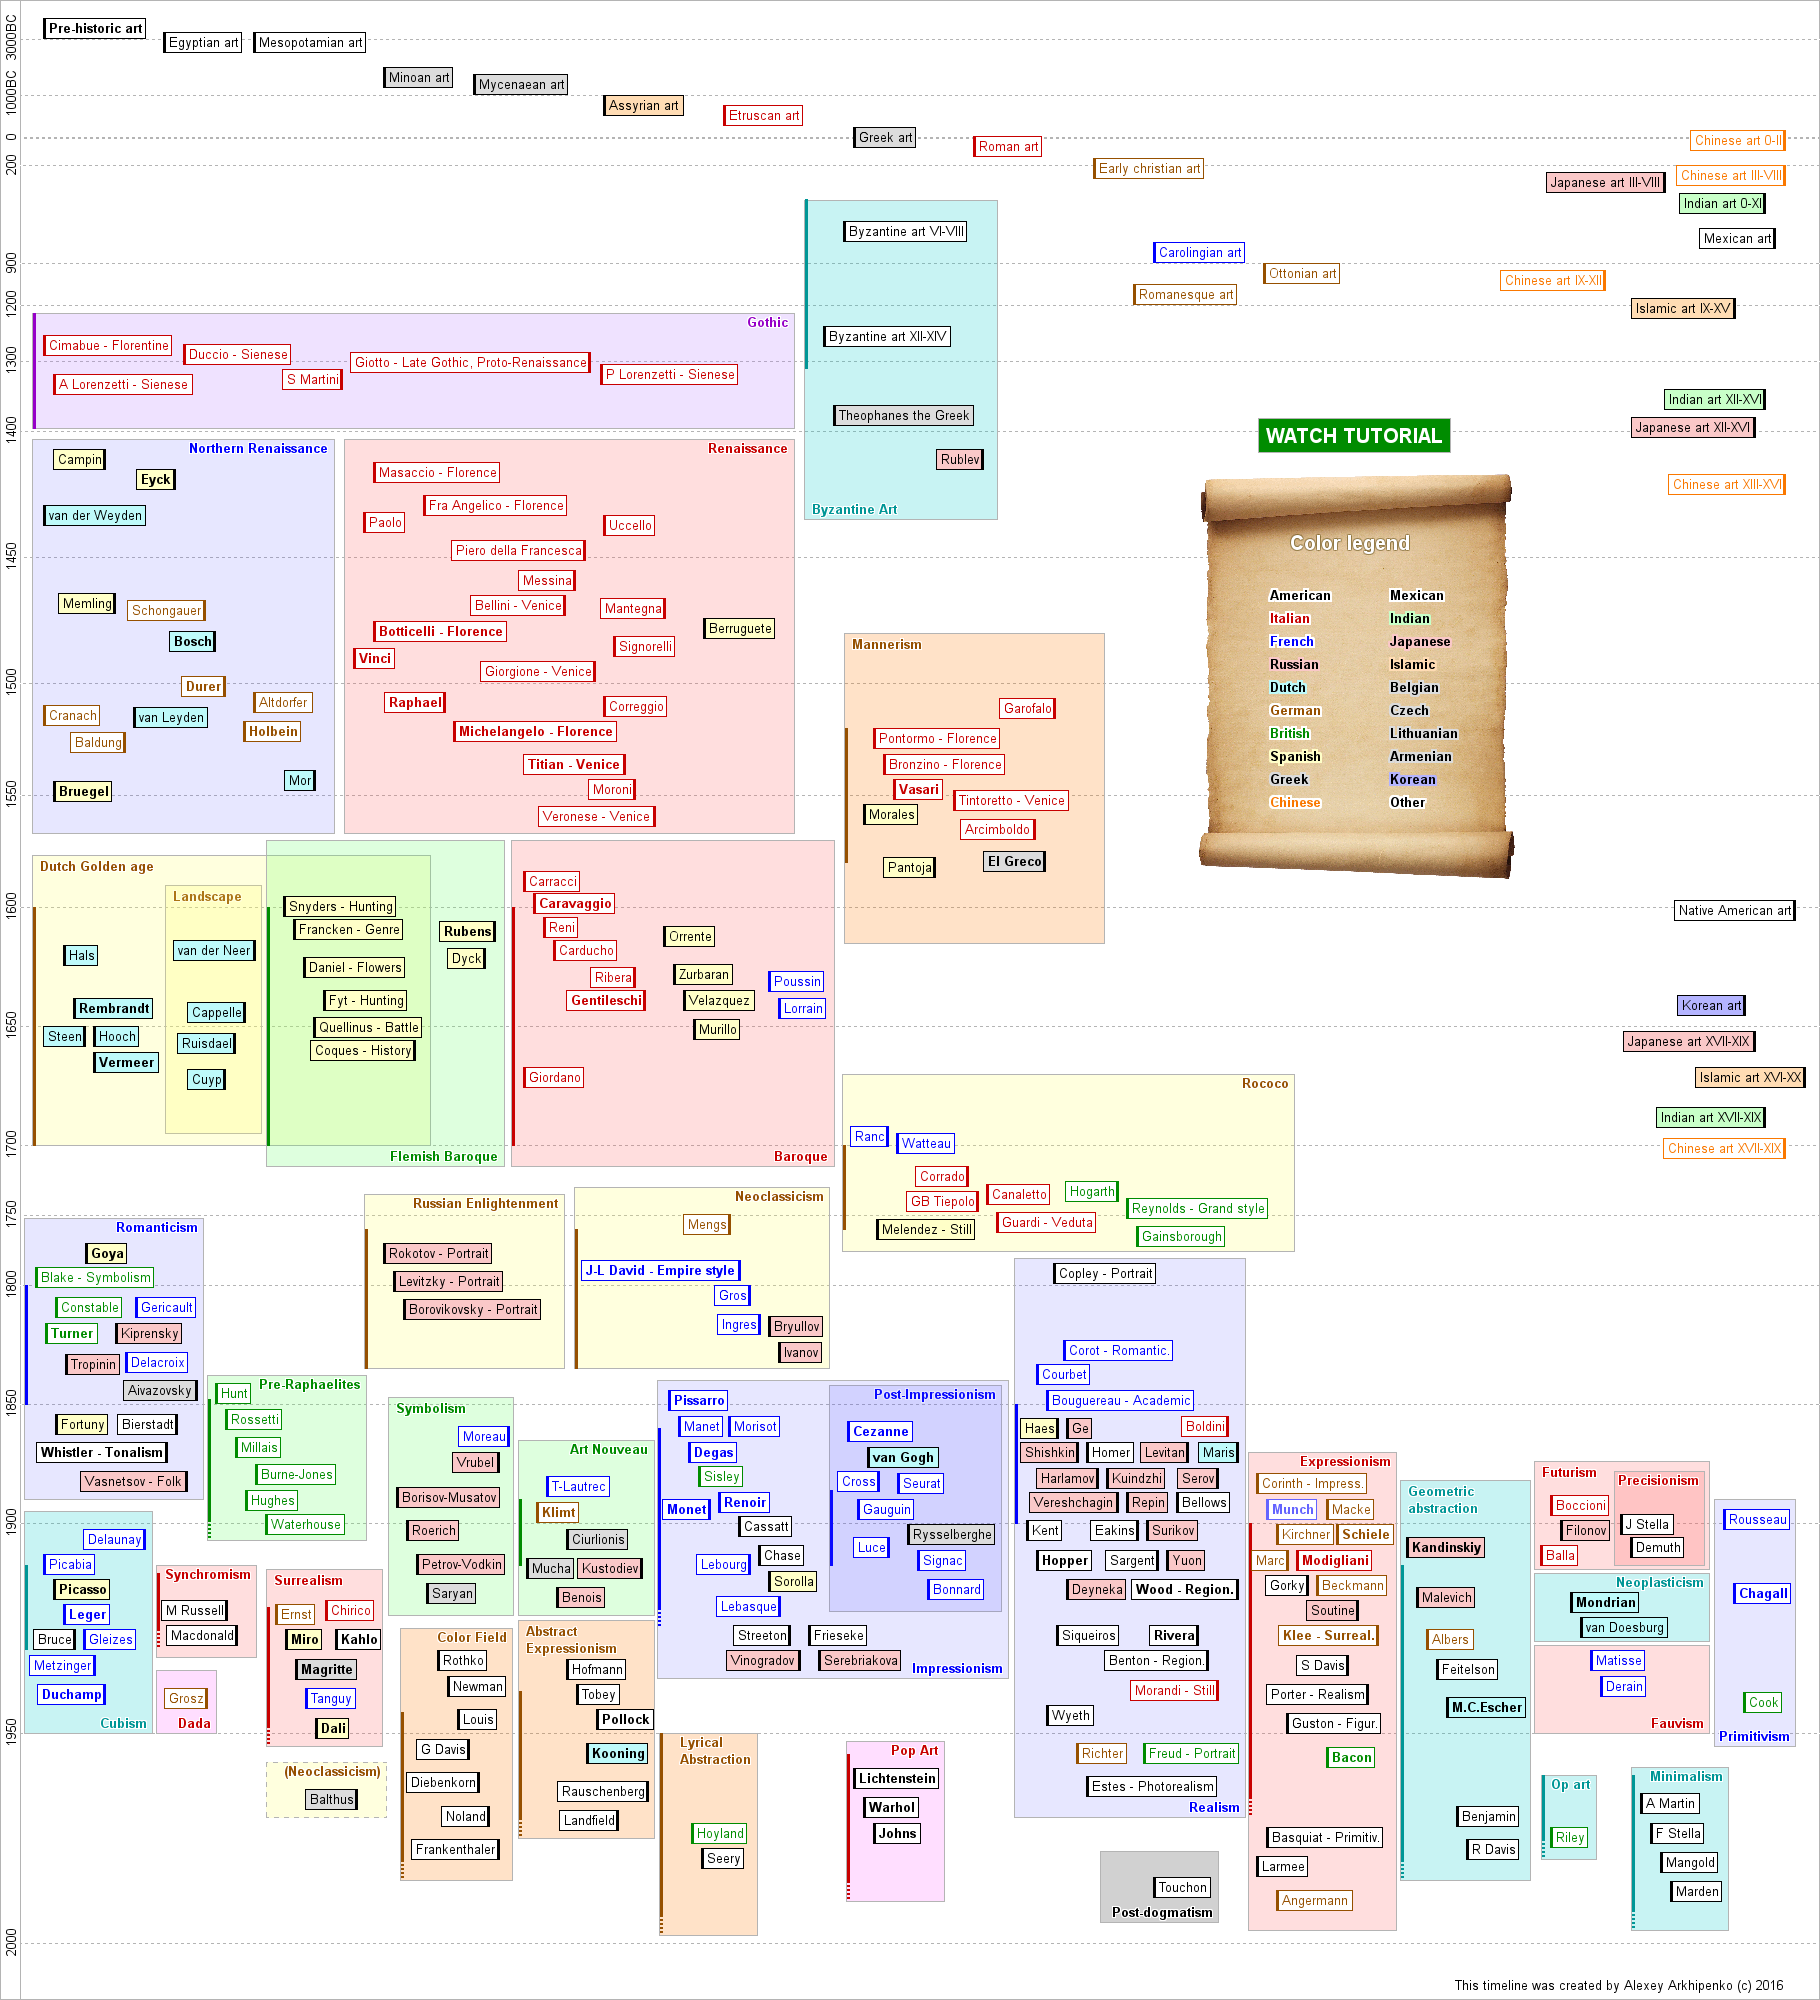 3000BC
1000BC
0
200
900
1200
1300
1400
1450
1500
1550
1600
1650
1700
1750
1800
1850
1900
1950
2000
Pre-historic art
Egyptian art
Mesopotamian art
Minoan art
Mycenaean art
Assyrian art
Etruscan art
Greek art
Roman art
Early christian art
Chinese art 0-II
Chinese art III-VIII
Japanese art III-VIII
Indian art 0-XI
Mexican art
Byzantine art VI-VIII
Carolingian art
Ottonian art
Romanesque art
Chinese art IX-XII
Islamic art IX-XV
Byzantine art XII-XIV
Theophanes the Greek
Rublev
Byzantine Art
Gothic
Cimabue - Florentine
Duccio - Sienese
Giotto - Late Gothic, Proto-Renaissance
A Lorenzetti - Sienese
S Martini
P Lorenzetti - Sienese
Indian art XII-XVI
Japanese art XII-XVI
Chinese art XIII-XVI
WATCH TUTORIAL
Color legend
American
Italian
French
Russian
Dutch
German
British
Spanish
Greek
Chinese
Mexican
Indian
Japanese
Islamic
Belgian
Czech
Lithuanian
Armenian
Korean
Other
Northern Renaissance
Campin
Eyck
van der Weyden
Memling
Schongauer
Bosch
Durer
Cranach
van Leyden
Altdorfer
Holbein
Baldung
Mor
Bruegel
Renaissance
Masaccio - Florence
Fra Angelico - Florence
Paolo
Uccello
Piero della Francesca
Messina
Bellini - Venice
Mantegna
Botticelli - Florence
Berruguete
Signorelli
Vinci
Giorgione - Venice
Raphael
Correggio
Michelangelo - Florence
Titian - Venice
Moroni
Veronese - Venice
Mannerism
Garofalo
Pontormo - Florence
Bronzino - Florence
Vasari
Tintoretto - Venice
Morales
Arcimboldo
El Greco
Pantoja
Dutch Golden age
Landscape
Hals
van der Neer
Rembrandt
Cappelle
Steen
Hooch
Ruisdael
Vermeer
Cuyp
Snyders - Hunting
Francken - Genre
Daniel - Flowers
Fyt - Hunting
Quellinus - Battle
Coques - History
Rubens
Dyck
Flemish Baroque
Carracci
Caravaggio
Reni
Carducho
Orrente
Ribera
Zurbaran
Poussin
Gentileschi
Velazquez
Lorrain
Murillo
Giordano
Baroque
Native American art
Korean art
Japanese art XVII-XIX
Islamic art XVI-XX
Indian art XVII-XIX
Chinese art XVII-XIX
Rococo
Ranc
Watteau
Corrado
GB Tiepolo
Canaletto
Hogarth
Reynolds - Grand style
Melendez - Still
Guardi - Veduta
Gainsborough
Romanticism
Goya
Blake - Symbolism
Constable
Gericault
Turner
Kiprensky
Tropinin
Delacroix
Aivazovsky
Fortuny
Bierstadt
Whistler - Tonalism
Vasnetsov - Folk
Russian Enlightenment
Rokotov - Portrait
Levitzky - Portrait
Borovikovsky - Portrait
Neoclassicism
Mengs
J-L David - Empire style
Gros
Ingres
Bryullov
Ivanov
Pre-Raphaelites
Hunt
Rossetti
Millais
Burne-Jones
Hughes
Waterhouse
Symbolism
Moreau
Vrubel
Borisov-Musatov
Roerich
Petrov-Vodkin
Saryan
Art Nouveau
T-Lautrec
Klimt
Ciurlionis
Mucha
Kustodiev
Benois
Pissarro
Manet
Morisot
Degas
Sisley
Monet
Renoir
Cassatt
Chase
Lebourg
Sorolla
Lebasque
Streeton
Frieseke
Vinogradov
Serebriakova
Impressionism
Post-Impressionism
Cezanne
van Gogh
Cross
Seurat
Gauguin
Rysselberghe
Luce
Signac
Bonnard
Copley - Portrait
Corot - Romantic.
Courbet
Bouguereau - Academic
Haes
Ge
Boldini
Shishkin
Homer
Levitan
Maris
Harlamov
Kuindzhi
Serov
Vereshchagin
Repin
Bellows
Kent
Eakins
Surikov
Hopper
Sargent
Yuon
Deyneka
Wood - Region.
Siqueiros
Rivera
Benton - Region.
Morandi - Still
Wyeth
Richter
Freud - Portrait
Estes - Photorealism
Realism
Expressionism
Corinth - Impress.
Munch
Macke
Kirchner
Schiele
Marc
Modigliani
Gorky
Beckmann
Soutine
Klee - Surreal.
S Davis
Porter - Realism
Guston - Figur.
Bacon
Basquiat - Primitiv.
Larmee
Angermann
Geometric
abstraction
Kandinskiy
Malevich
Albers
Feitelson
M.C.Escher
Benjamin
R Davis
Futurism
Boccioni
Filonov
Balla
Precisionism
J Stella
Demuth
Neoplasticism
Mondrian
van Doesburg
Matisse
Derain
Fauvism
Rousseau
Chagall
Cook
Primitivism
Delaunay
Picabia
Picasso
Leger
Bruce
Gleizes
Metzinger
Duchamp
Cubism
Synchromism
M Russell
Macdonald
Grosz
Dada
Surrealism
Ernst
Chirico
Miro
Kahlo
Magritte
Tanguy
Dali
(Neoclassicism)
Balthus
Color Field
Rothko
Newman
Louis
G Davis
Diebenkorn
Noland
Frankenthaler
Abstract
Expressionism
Hofmann
Tobey
Pollock
Kooning
Rauschenberg
Landfield
Lyrical
Abstraction
Hoyland
Seery
Pop Art
Lichtenstein
Warhol
Johns
Touchon
Post-dogmatism
Op art
Riley
Minimalism
A Martin
F Stella
Mangold
Marden
This timeline was created by Alexey Arkhipenko (c) 2016